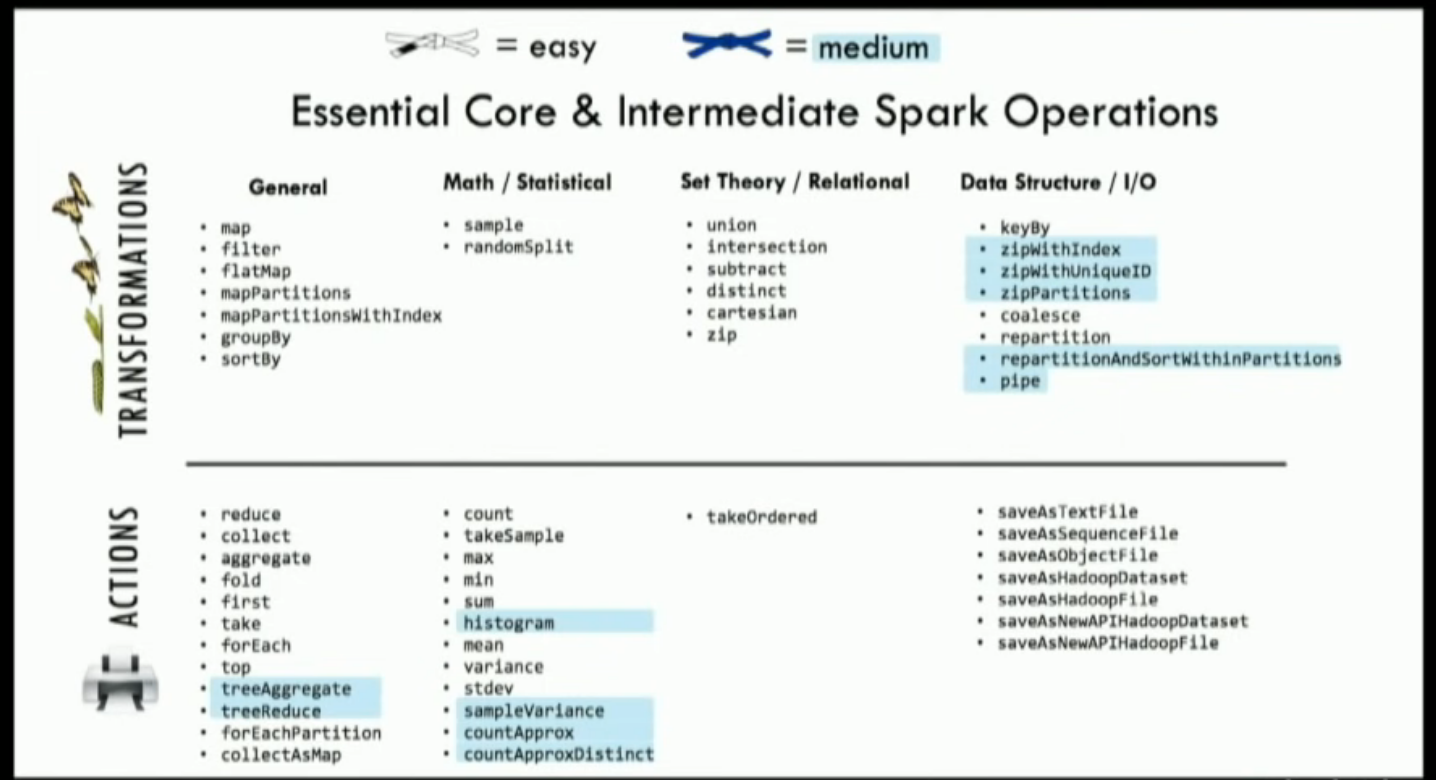 = easy
= medium
Essential Core & Intermediate Spark Operations
TRANSFORMATIONS
General
• map
• filter
• flatMap
• mapPartitions
• mapPartitionsWithIndex
• groupBy
• sortBy
Math / Statistical
• sample
• randomSplit
Set Theory / Relational
• union
• intersection
• subtract
• distinct
• cartesian
• zip
Data Structure / I/O
• keyBy
• zipWithIndex
• zipWithUniqueID
• zipPartitions
• coalesce
• repartition
• repartitionAndSortWithinPartitions
• pipe
ACTIONS
• reduce
• collect
• aggregate
• fold
• first
• take
• forEach
• top
• treeAggregate
• treeReduce
• forEachPartition
• collectAsMap
• count
• takeSample
• max
• min
• sum
• histogram
• mean
• variance
• stdev
• sampleVariance
• countApprox
• countApproxDistinct
• takeOrdered
• saveAsTextFile
• saveAsSequenceFile
• saveAsObjectFile
• saveAsHadoopDataset
• saveAsHadoopFile
• saveAsNewAPIHadoopDataset
• saveAsNewAPIHadoopFile